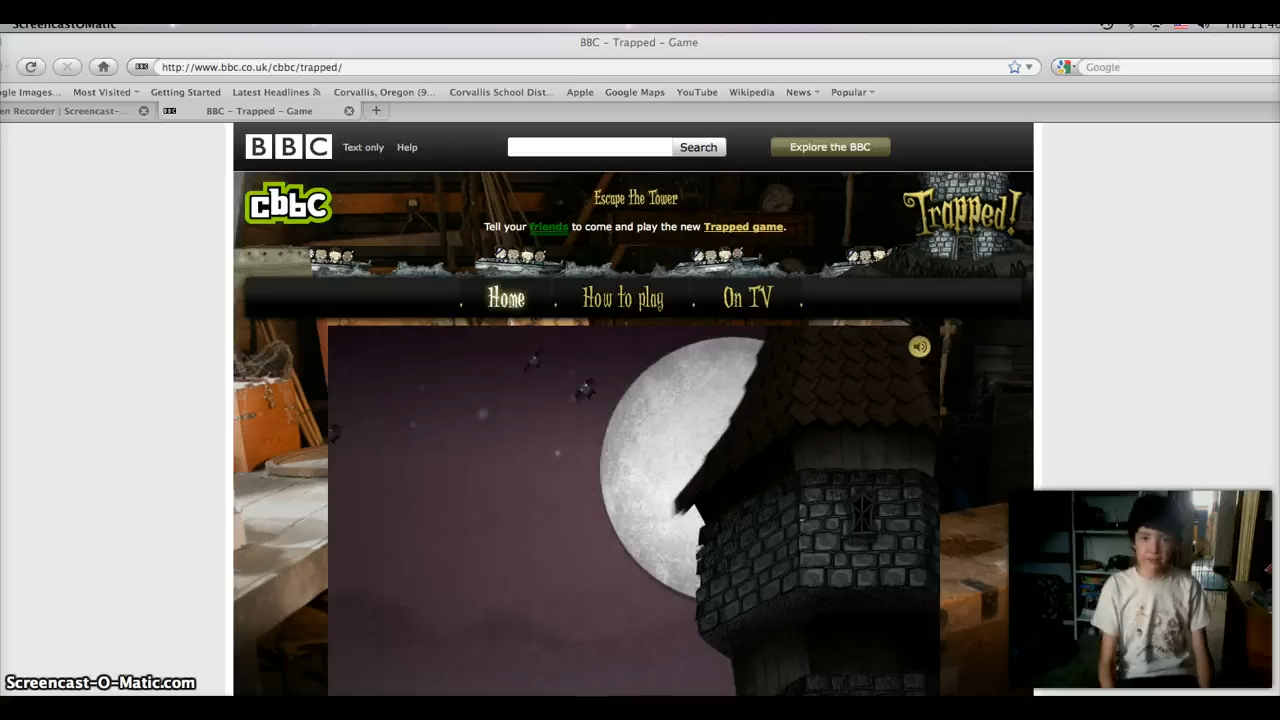 ScreencastOMatic
BBC - Trapped - Game
http://www.bbc.co.uk/cbbc/trapped/
Google
gle Images... Most Visited Getting Started Latest Headlines Corvallis, Oregon (9... Corvallis School Dist... Apple Google Maps YouTube Wikipedia News Popular
en Recorder | Screencast-... BBC - Trapped - Game
BBC Text only Help Search Explore the BBC
cbbc
Escape the Tower
Trapped!
Tell your friends to come and play the new Trapped game.
Home How to play On TV
Screencast-O-Matic.com